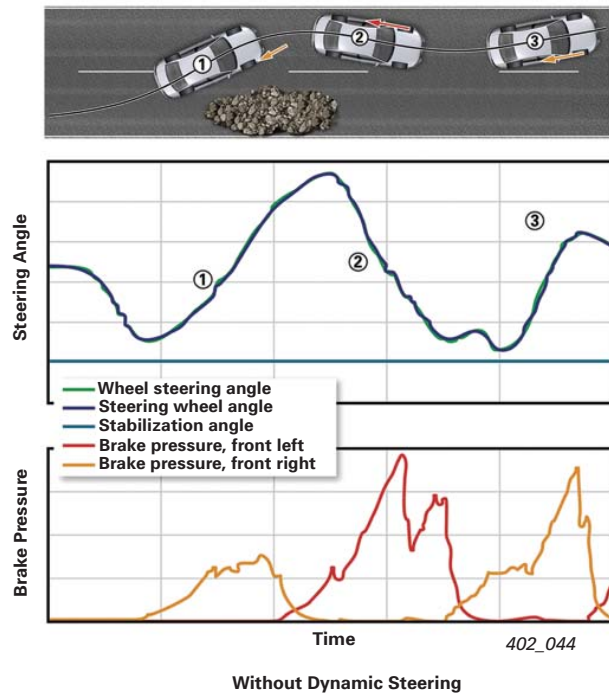 ①
②
③
Steering Angle
①
②
③
Wheel steering angle
Steering wheel angle
Stabilization angle
Brake pressure, front left
Brake pressure, front right
Brake Pressure
Time
402_044
Without Dynamic Steering